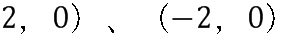 2, 0) 、 (−2, 0)